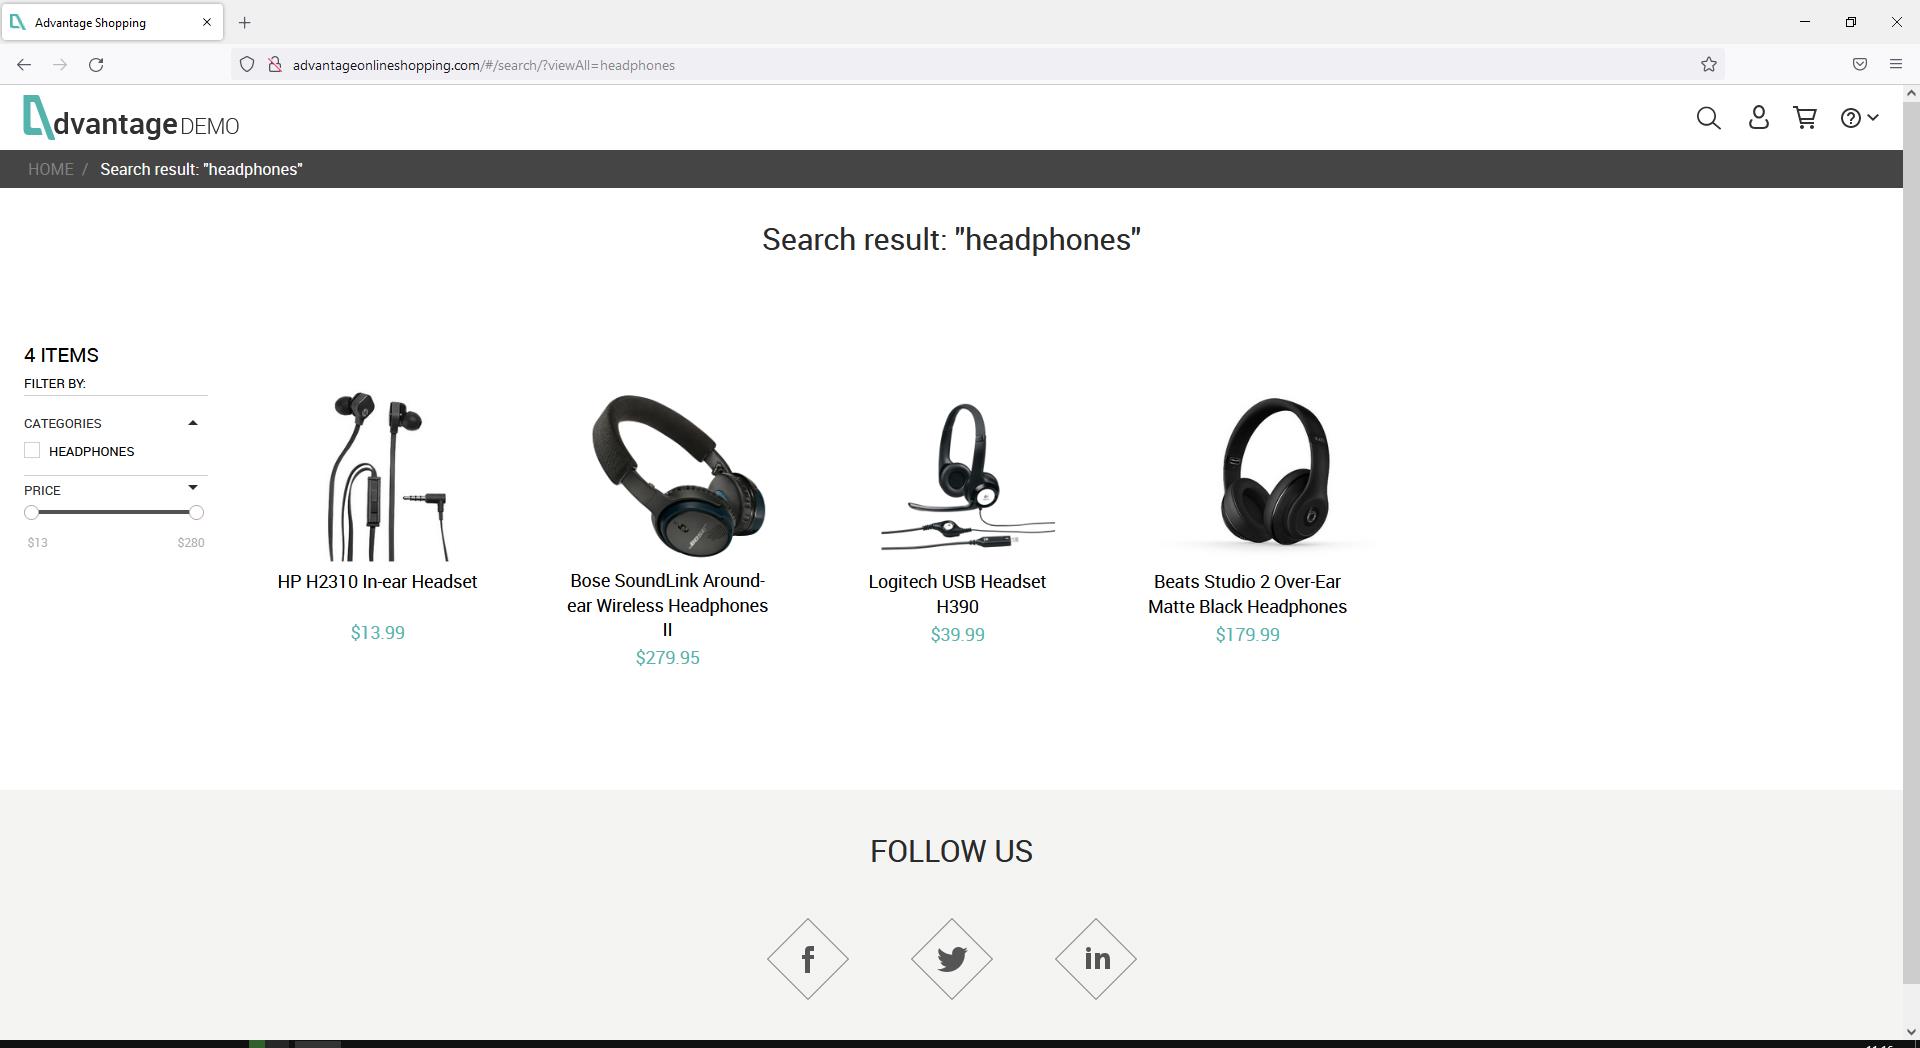 Advantage Shopping
advantageonlineshopping.com/#/search/?viewAll=headphones
dvantage DEMO
HOME / Search result: "headphones"
Search result: "headphones"
4 ITEMS
FILTER BY:
CATEGORIES
HEADPHONES
PRICE
$13 $280
HP H2310 In-ear Headset
$13.99
Bose SoundLink Around-
ear Wireless Headphones
II
$279.95
Logitech USB Headset
H390
$39.99
Beats Studio 2 Over-Ear
Matte Black Headphones
$179.99
FOLLOW US
f
in